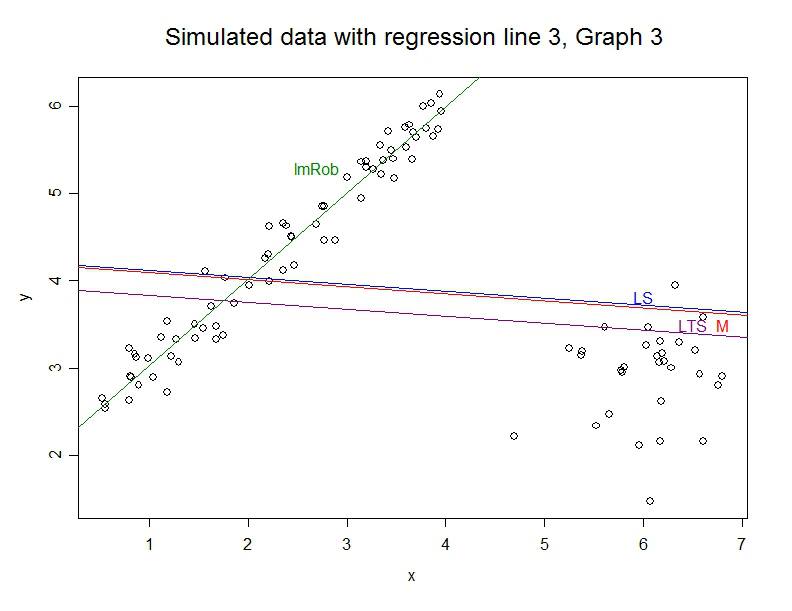 Simulated data with regression line 3, Graph 3
6
5
4
3
2
y
lmRob
LS
LTS M
1 2 3 4 5 6 7
x